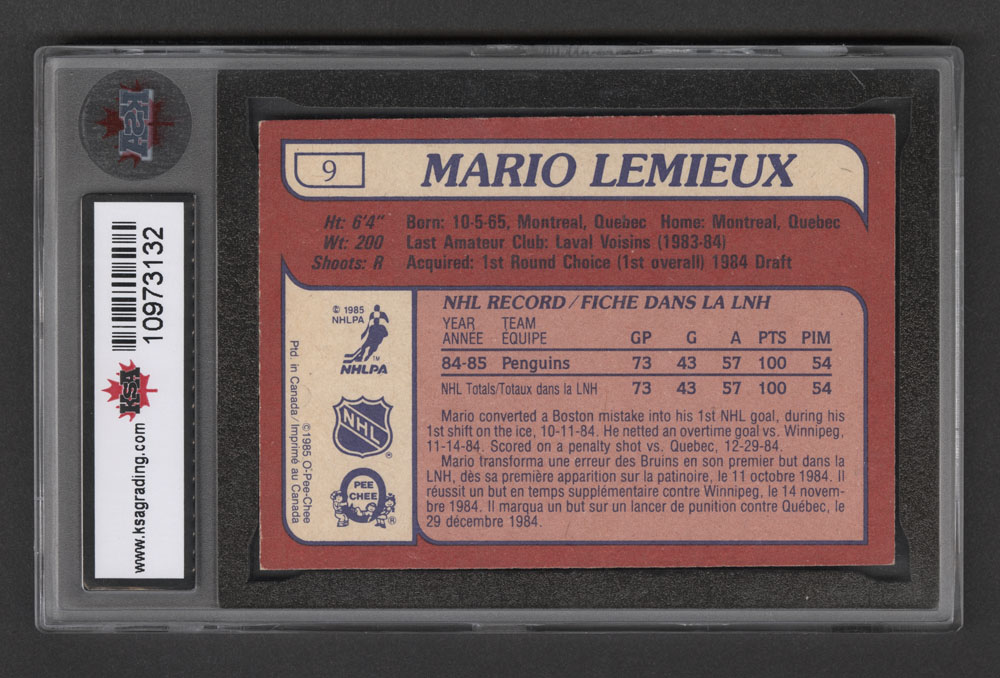 KSA
10973132
KSA
www.ksagrading.com
9
MARIO LEMIEUX
Ht: 6'4" Born: 10-5-65, Montreal, Quebec Home: Montreal, Quebec
Wt: 200 Last Amateur Club: Laval Voisins (1983-84)
Shoots: R Acquired: 1st Round Choice (1st overall) 1984 Draft
© 1985
NHLPA
TM
NHLPA
NHL
®
PEE
CHEE
®
©1985 O-Pee-Chee
Ptd. in Canada/Imprimé au Canada
NHL RECORD/FICHE DANS LA LNH
YEAR TEAM
ANNÉE ÉQUIPE GP G A PTS PIM
84-85 Penguins 73 43 57 100 54
NHL Totals/Totaux dans la LNH 73 43 57 100 54
Mario converted a Boston mistake into his 1st NHL goal, during his
1st shift on the ice, 10-11-84. He netted an overtime goal vs. Winnipeg,
11-14-84. Scored on a penalty shot vs. Quebec, 12-29-84.
Mario transforma une erreur des Bruins en son premier but dans la
LNH, dès sa première apparition sur la patinoire, le 11 octobre 1984. Il
réussit un but en temps supplémentaire contre Winnipeg, le 14 novem-
bre 1984. Il marqua un but sur un lancer de punition contre Québec, le
29 décembre 1984.